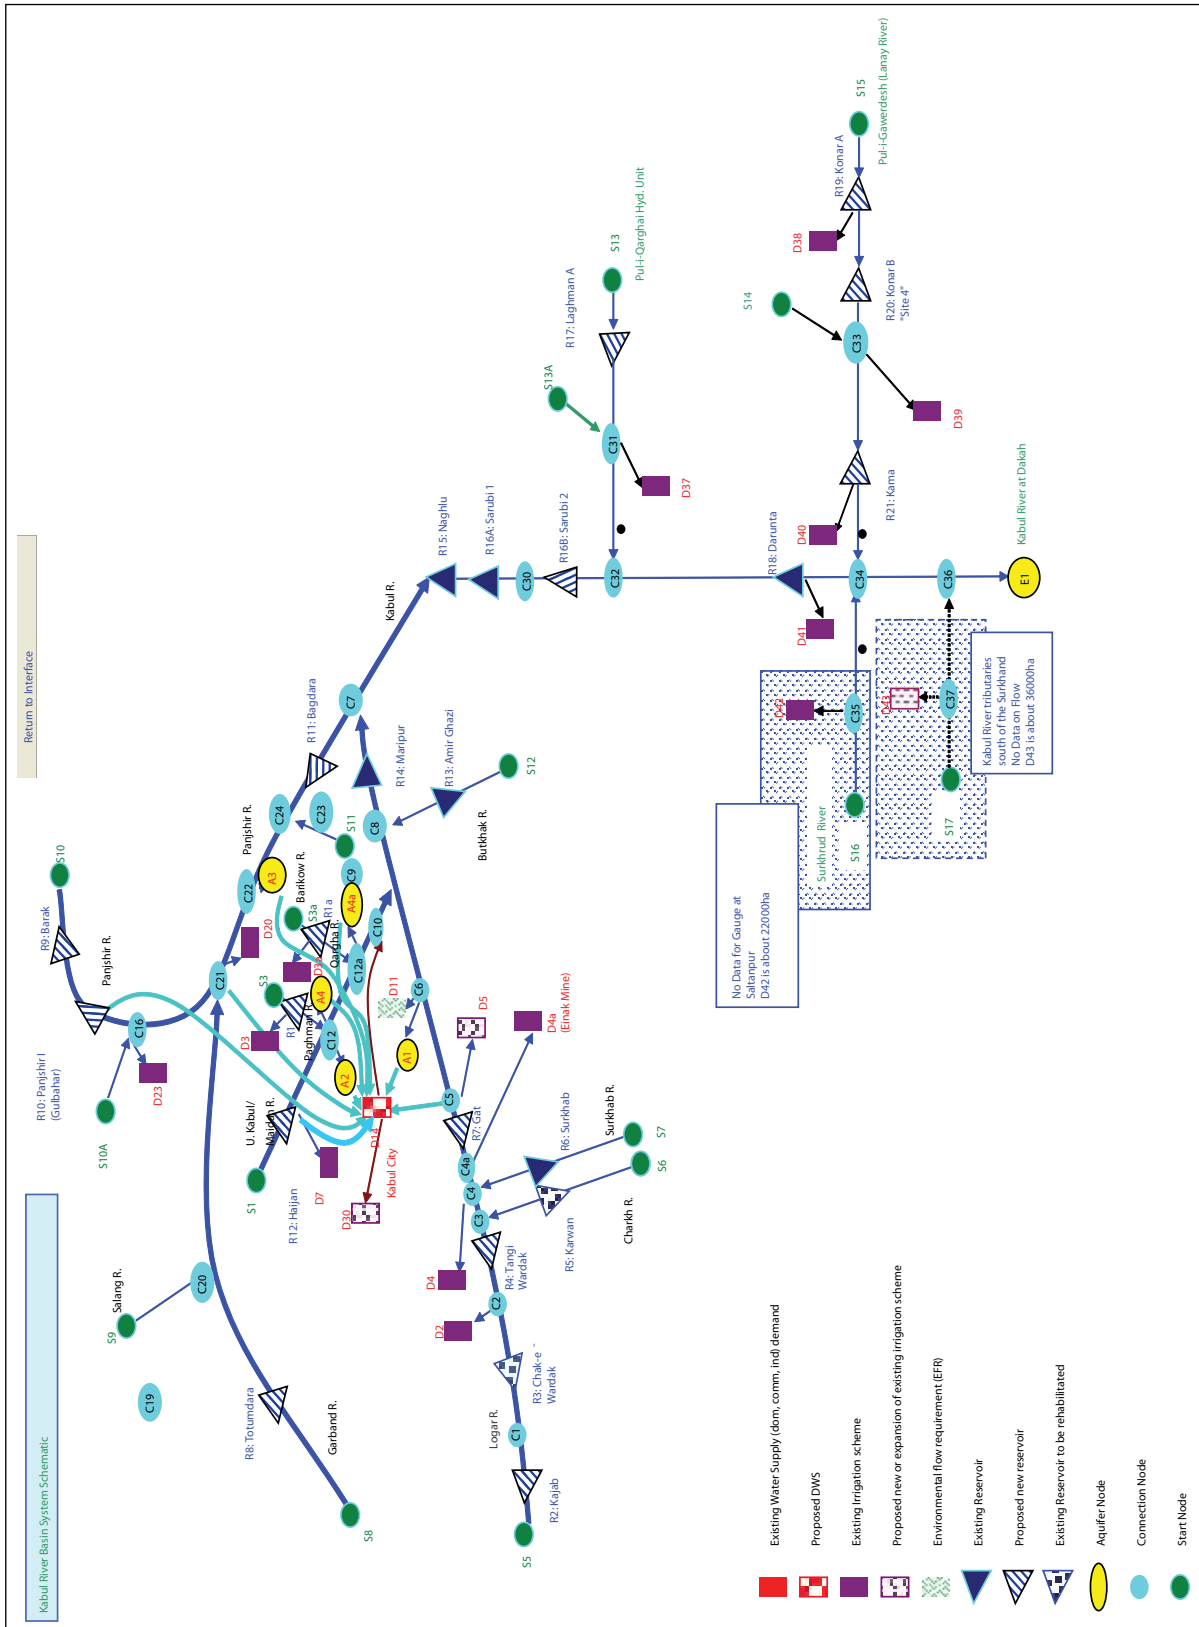 Kabul River Basin System Schematic
Return to Interface
S10
R9: Barak
Panjshir R.
R10: Panjshir I
(Gulbahar)
C16
D23
S10A
C21
D20
C22
Panjshir R.
A3
C24
C23
S11
R11: Bagdara
C7
Kabul R.
R15: Naghlu
R16A: Sarubi 1
C30
R16B: Sarubi 2
C32
S9
Salang R.
C20
C19
R8: Totumdara
Garband R.
S8
S1
U. Kabul/
Maidan R.
R12: Haijan
D7
D3
S3
R1
Paghman R.
C12
A4
A2
D3a
S3a
Barikow R.
R1a
Qargha R.
C12a
A4a
C9
C10
D11
A1
C6
D14
Kabul City
D30
C5
D5
D4a
(Einak Mine)
R7: Gat
C4a
C4
C3
R6: Surkhab
Surkhab R.
S7
S6
R5: Karwan
Charkh R.
R4: Tangi
Wardak
D4
D2
C2
R3: Chak-e -
Wardak
Logar R.
C1
R2: Kajab
S5
C8
R14: Maripur
R13: Amir Ghazi
S12
Butkhak R.
S13A
C31
D37
R17: Laghman A
S13
Pul-i-Qarghai Hyd. Unit
R18: Darunta
D41
C34
D40
R21: Kama
C33
D39
S14
R20: Konar B
"Site 4"
D38
R19: Konar A
S15
Pul-i-Gawerdesh (Lanay River)
C36
E1
Kabul River at Dakah
D42
C35
Surkhrud River
S16
D43
C37
S17
No Data for Gauge at
Saltanpur
D42 is about 22000ha
Kabul River tributaries
south of the Surkhand
No Data on Flow
D43 is about 36000ha
Existing Water Supply (dom, comm, ind) demand
Proposed DWS
Existing Irrigation scheme
Proposed new or expansion of existing irrigation scheme
Environmental flow requirement (EFR)
Existing Reservoir
Proposed new reservoir
Existing Reservoir to be rehabilitated
Aquifer Node
Connection Node
Start Node